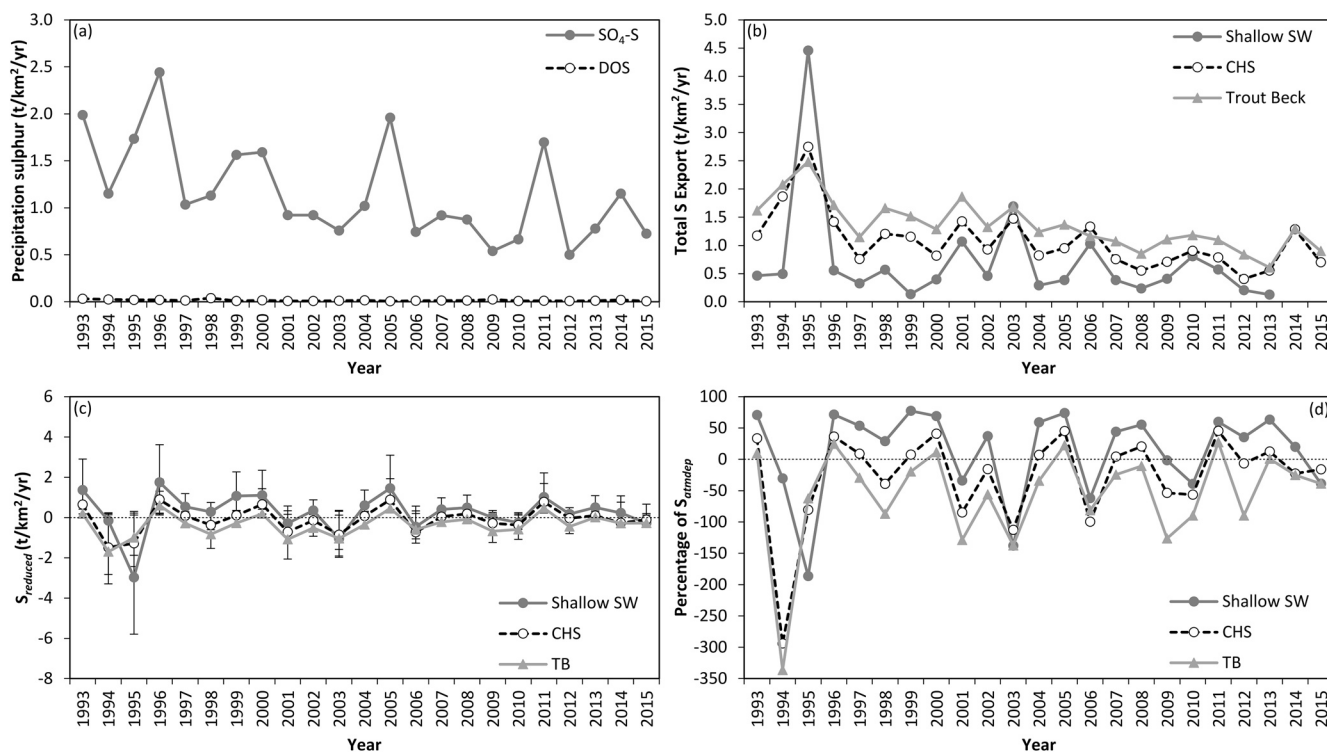 (a)
SO₄-S
DOS
Precipitation sulphur (t/km²/yr)
3.0
2.5
2.0
1.5
1.0
0.5
0.0
1993 1994 1995 1996 1997 1998 1999 2000 2001 2002 2003 2004 2005 2006 2007 2008 2009 2010 2011 2012 2013 2014 2015
Year
(b)
Shallow SW
CHS
Trout Beck
Total S Export (t/km²/yr)
5.0
4.5
4.0
3.5
3.0
2.5
2.0
1.5
1.0
0.5
0.0
1993 1994 1995 1996 1997 1998 1999 2000 2001 2002 2003 2004 2005 2006 2007 2008 2009 2010 2011 2012 2013 2014 2015
Year
(c)
S_reduced (t/km²/yr)
6
4
2
0
-2
-4
-6
-8
Shallow SW
CHS
TB
1993 1994 1995 1996 1997 1998 1999 2000 2001 2002 2003 2004 2005 2006 2007 2008 2009 2010 2011 2012 2013 2014 2015
Year
(d)
Percentage of S_atmdep
100
50
0
-50
-100
-150
-200
-250
-300
-350
Shallow SW
CHS
TB
1993 1994 1995 1996 1997 1998 1999 2000 2001 2002 2003 2004 2005 2006 2007 2008 2009 2010 2011 2012 2013 2014 2015
Year